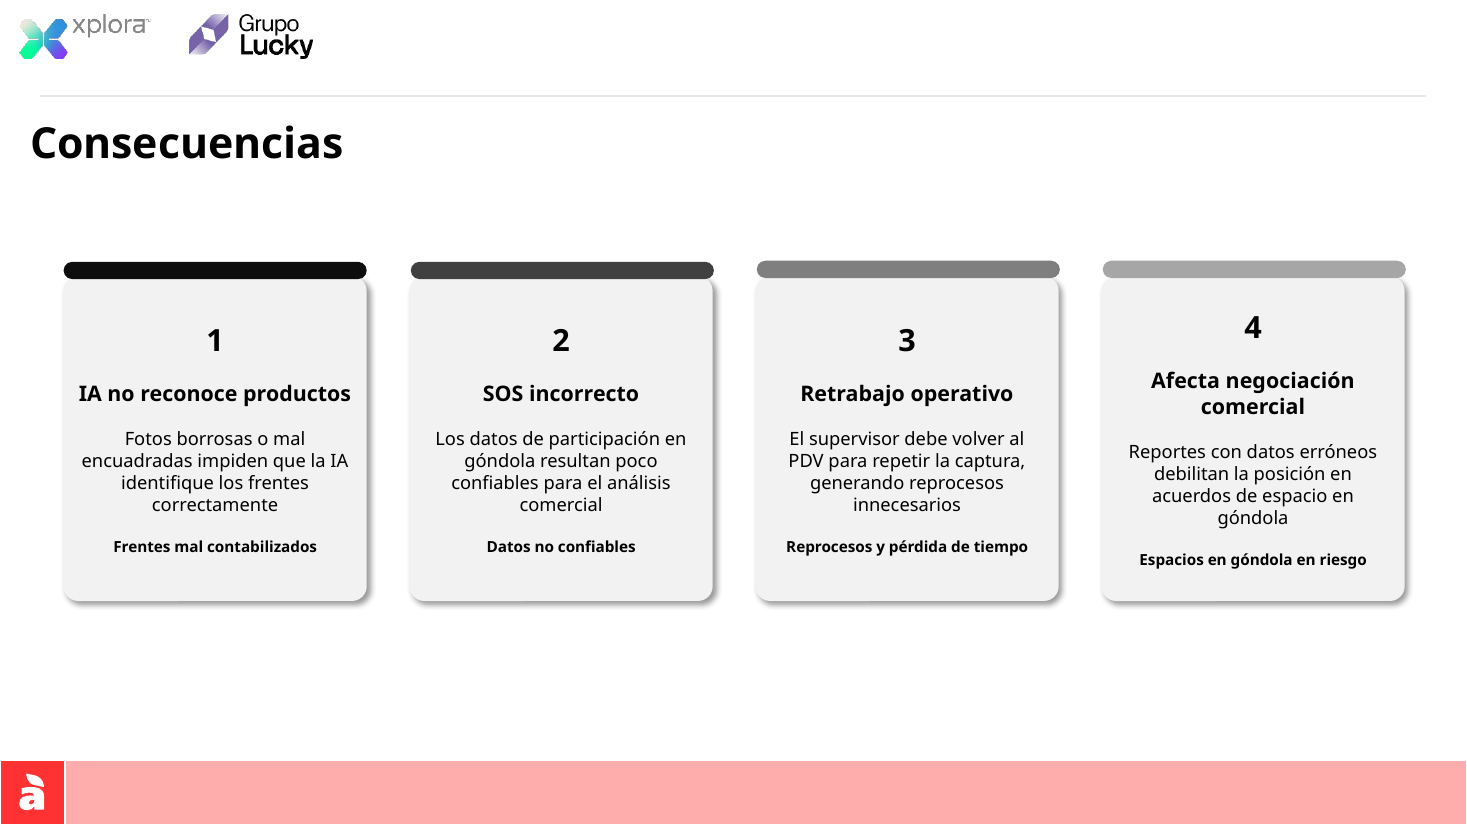 xplora
Grupo
Lucky
Consecuencias
1
IA no reconoce productos
Fotos borrosas o mal
encuadradas impiden que la IA
identifique los frentes
correctamente
Frentes mal contabilizados
2
SOS incorrecto
Los datos de participación en
góndola resultan poco
confiables para el análisis
comercial
Datos no confiables
3
Retrabajo operativo
El supervisor debe volver al
PDV para repetir la captura,
generando reprocesos
innecesarios
Reprocesos y pérdida de tiempo
4
Afecta negociación
comercial
Reportes con datos erróneos
debilitan la posición en
acuerdos de espacio en
góndola
Espacios en góndola en riesgo
a